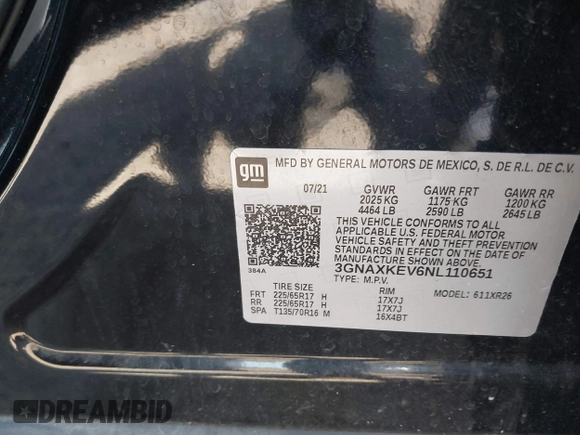 gm
MFD BY GENERAL MOTORS DE MEXICO, S. DE R.L. DE C.V.
07/21 GVWR GAWR FRT GAWR RR
2025 KG 1175 KG 1200 KG
4464 LB 2590 LB 2645 LB
THIS VEHICLE CONFORMS TO ALL
APPLICABLE U.S. FEDERAL MOTOR
VEHICLE SAFETY AND THEFT PREVENTION
STANDARDS IN EFFECT ON THE DATE OF
MANUFACTURE SHOWN ABOVE.
384A
3GNAXKEV6NL110651
TYPE: M.P.V.
TIRE SIZE RIM MODEL: 611XR26
FRT 225/65R17 H 17X7J
RR 225/65R17 H 17X7J
SPA T135/70R16 M 16X4BT
DREAMBID